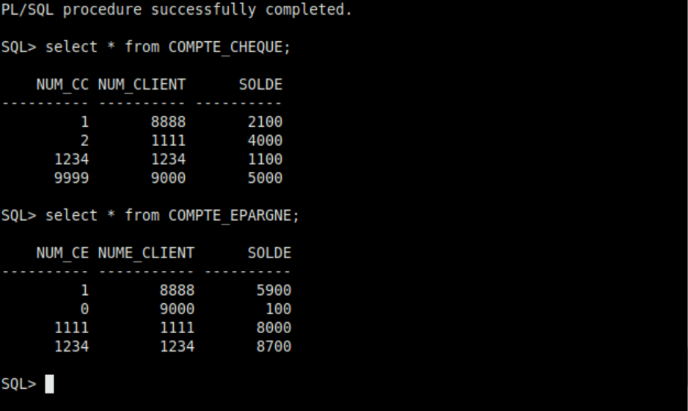 PL/SQL procedure successfully completed.
SQL> select * from COMPTE_CHEQUE;
NUM_CC NUM_CLIENT SOLDE
---------- ---------- ----------
1 8888 2100
2 1111 4000
1234 1234 1100
9999 9000 5000
SQL> select * from COMPTE_EPARGNE;
NUM_CE NUME_CLIENT SOLDE
---------- ----------- ----------
1 8888 5900
0 9000 100
1111 1111 8000
1234 1234 8700
SQL>